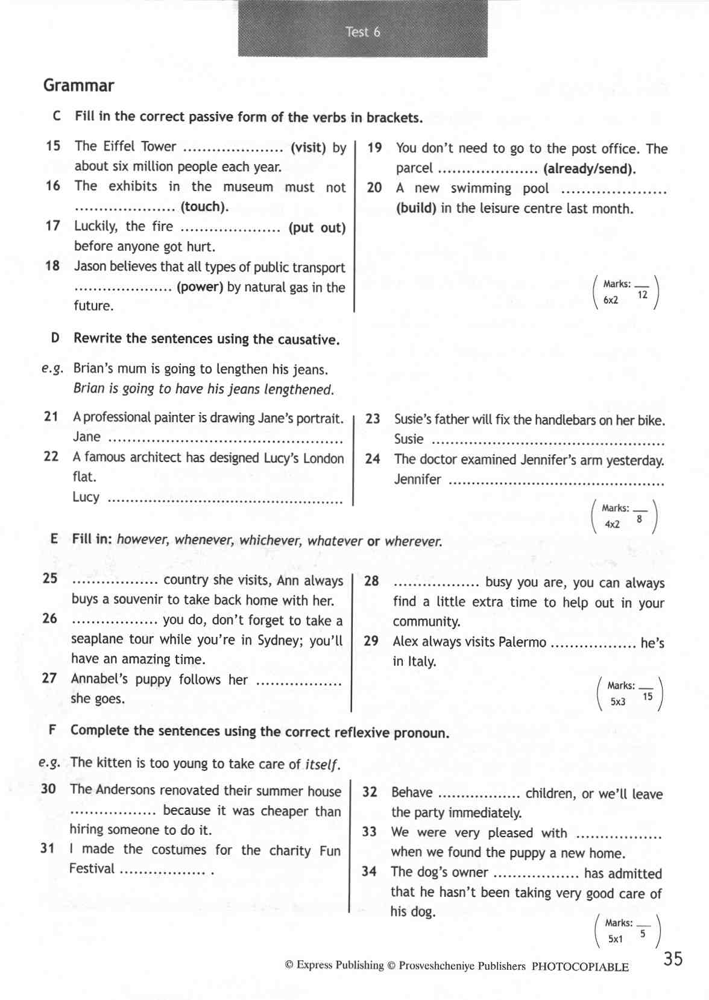 Test 6
Grammar
C Fill in the correct passive form of the verbs in brackets.
15 The Eiffel Tower ..................... (visit) by
about six million people each year.
16 The exhibits in the museum must not
..................... (touch).
17 Luckily, the fire ..................... (put out)
before anyone got hurt.
18 Jason believes that all types of public transport
..................... (power) by natural gas in the
future.
19 You don't need to go to the post office. The
parcel ..................... (already/send).
20 A new swimming pool ......................
(build) in the leisure centre last month.
Marks: __
6x2 12
D Rewrite the sentences using the causative.
e.g. Brian's mum is going to lengthen his jeans.
Brian is going to have his jeans lengthened.
21 A professional painter is drawing Jane's portrait.
Jane .................................................
22 A famous architect has designed Lucy's London
flat.
Lucy .................................................
23 Susie's father will fix the handlebars on her bike.
Susie .................................................
24 The doctor examined Jennifer's arm yesterday.
Jennifer .............................................
Marks: __
4x2 8
E Fill in: however, whenever, whichever, whatever or wherever.
25 .................. country she visits, Ann always
buys a souvenir to take back home with her.
26 .................. you do, don't forget to take a
seaplane tour while you're in Sydney; you'll
have an amazing time.
27 Annabel's puppy follows her ..................
she goes.
28 .................. busy you are, you can always
find a little extra time to help out in your
community.
29 Alex always visits Palermo .................. he's
in Italy.
Marks: __
5x3 15
F Complete the sentences using the correct reflexive pronoun.
e.g. The kitten is too young to take care of itself.
30 The Andersons renovated their summer house
.................. because it was cheaper than
hiring someone to do it.
31 I made the costumes for the charity Fun
Festival .................. .
32 Behave .................. children, or we'll leave
the party immediately.
33 We were very pleased with ..................
when we found the puppy a new home.
34 The dog's owner .................. has admitted
that he hasn't been taking very good care of
his dog.
Marks: __
5x1 5
© Express Publishing © Prosveshcheniye Publishers PHOTOCOPIABLE
35